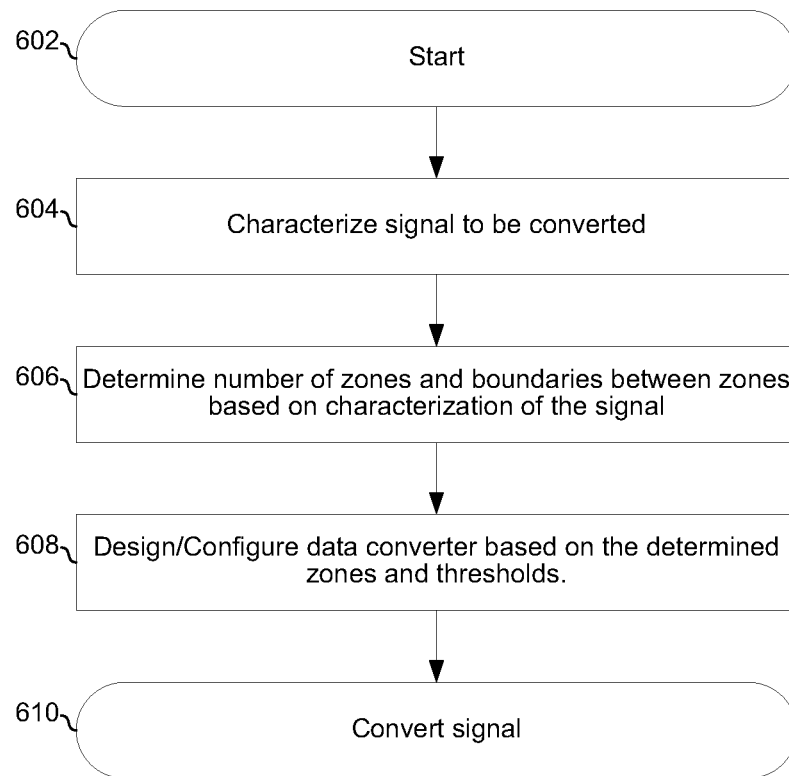 602
Start
604
Characterize signal to be converted
606
Determine number of zones and boundaries between zones
based on characterization of the signal
608
Design/Configure data converter based on the determined
zones and thresholds.
610
Convert signal